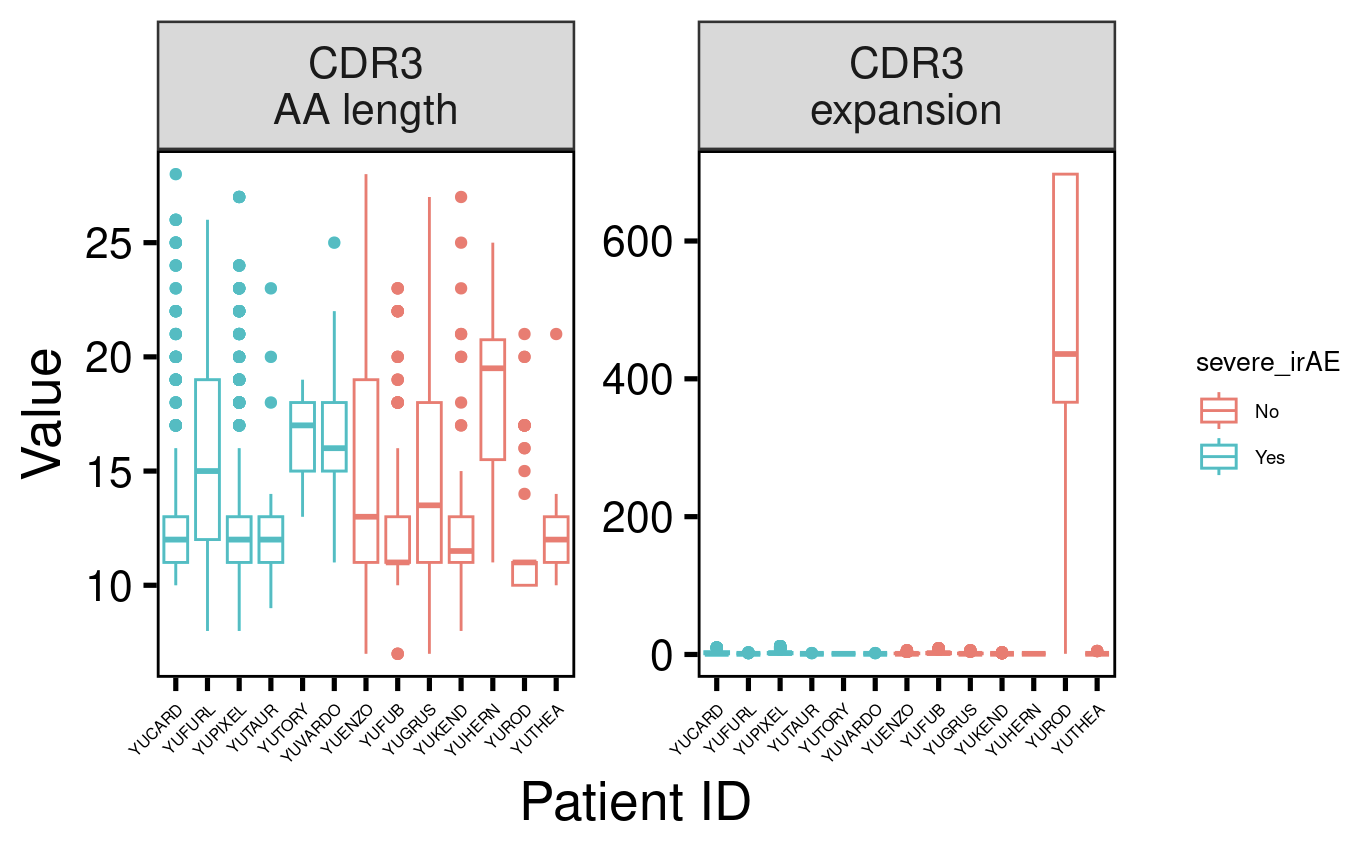 CDR3
AA length
CDR3
expansion
Value
25
20
15
10
600
400
200
0
severe_irAE
No
Yes
YUCARD
YUFURL
YUPIXEL
YUTAUR
YUTORY
YUVARDO
YUENZO
YUFUB
YUGRUS
YUKEND
YUHERN
YUROD
YUTHEA
YUCARD
YUFURL
YUPIXEL
YUTAUR
YUTORY
YUVARDO
YUENZO
YUFUB
YUGRUS
YUKEND
YUHERN
YUROD
YUTHEA
Patient ID